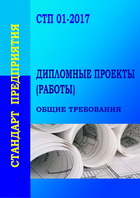 СТП 01-2017
ДИПЛОМНЫЕ ПРОЕКТЫ
(РАБОТЫ)
ОБЩИЕ ТРЕБОВАНИЯ
СТАНДАРТ ПРЕДПРИЯТИЯ